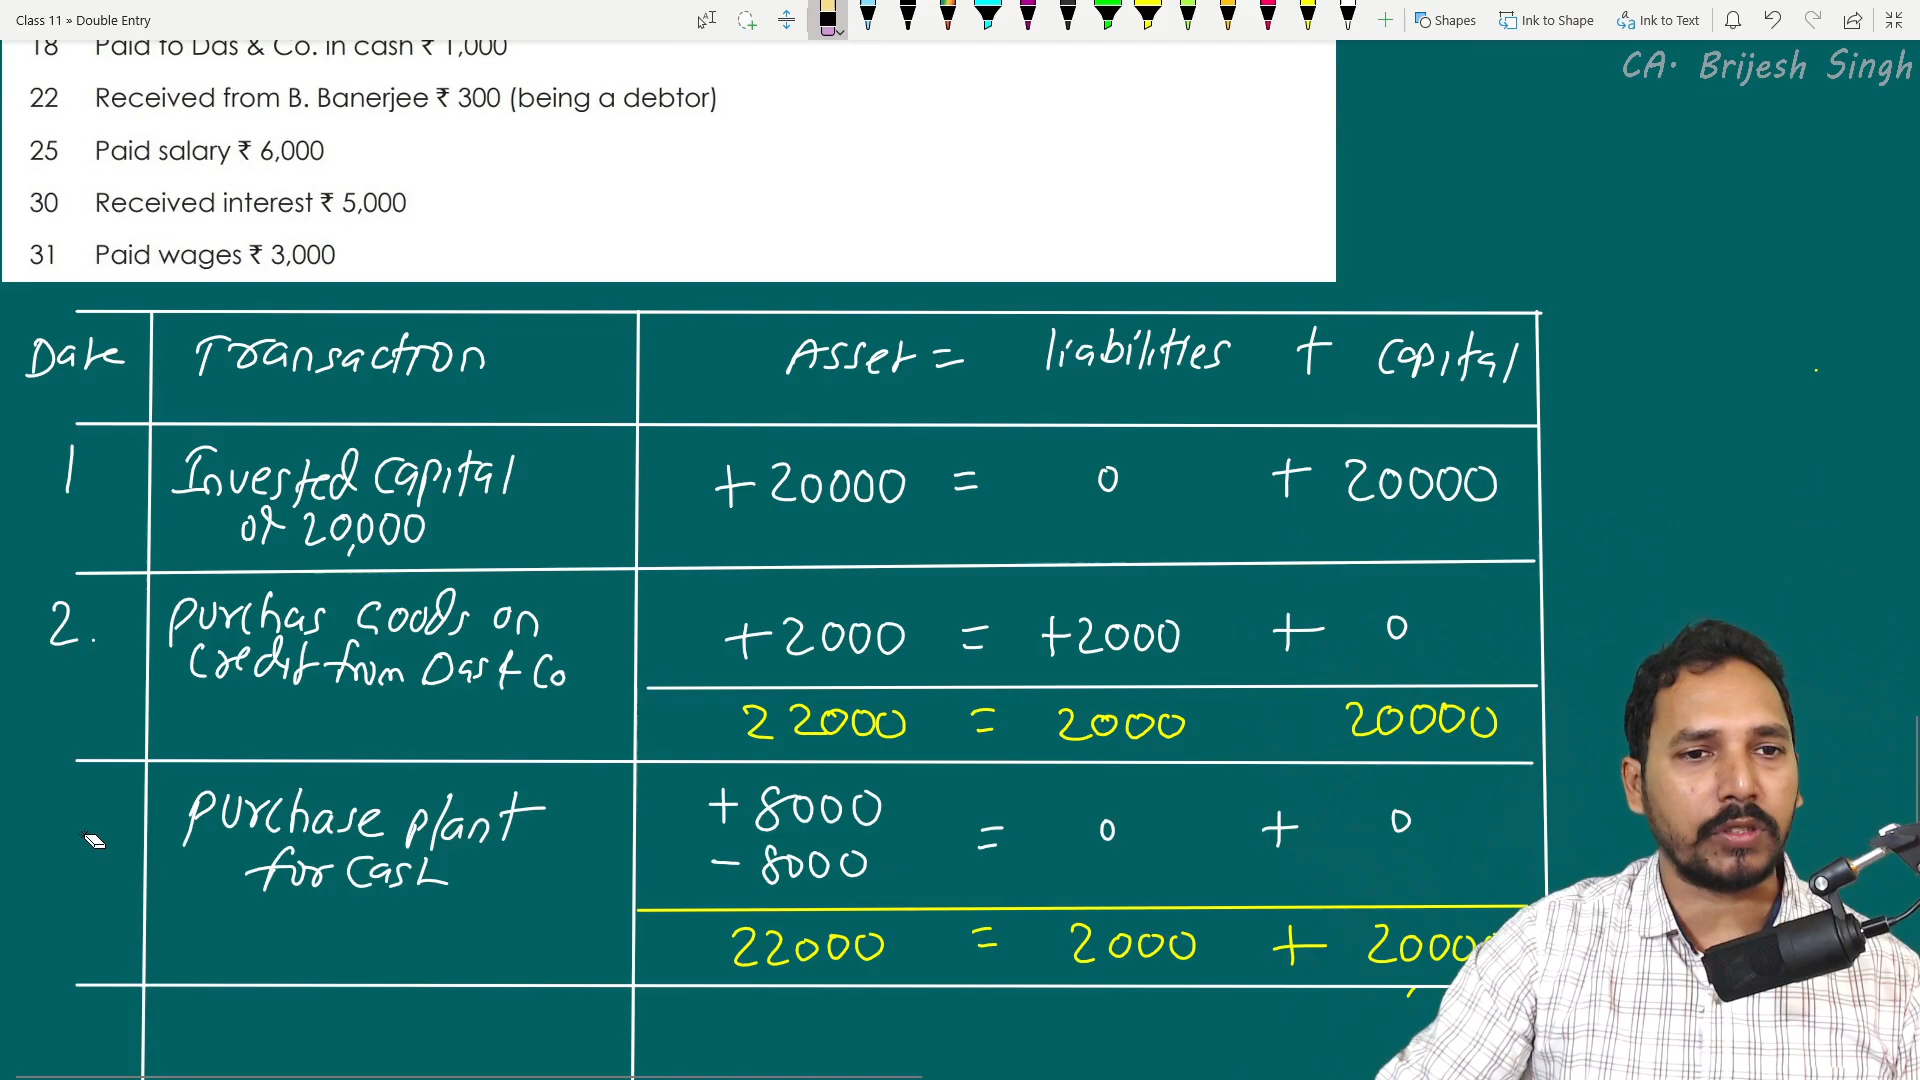 Class 11 » Double Entry
Shapes Ink to Shape Ink to Text
CA. Brijesh Singh
18 Paid to Das & Co. in cash ₹ 1,000
22 Received from B. Banerjee ₹ 300 (being a debtor)
25 Paid salary ₹ 6,000
30 Received interest ₹ 5,000
31 Paid wages ₹ 3,000
Date Transaction Asset = liabilities + capital
1 Invested capital + 20000 = 0 + 20000
of 20,000
2. Purchas Goods on +2000 = +2000 + 0
Credit from Das & Co
22000 = 2000 20000
Purchase plant + 8000 = 0 + 0
for cash - 8000
22000 = 2000 + 20000